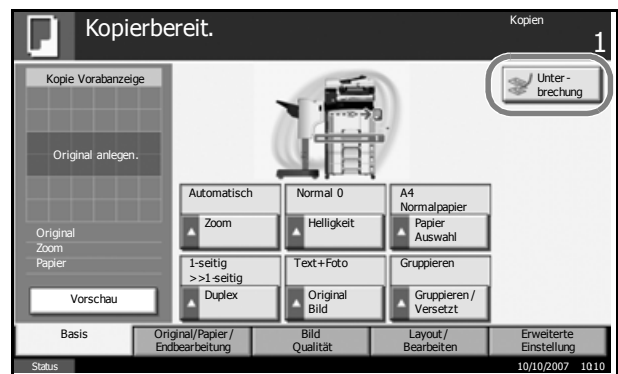 Kopierbereit.
Kopien
1
Kopie Vorabanzeige
Original anlegen.
Original
Zoom
Papier
Vorschau
Unter-
brechung
Automatisch
Zoom
Normal 0
Helligkeit
A4
Normalpapier
Papier
Auswahl
1-seitig
>>1-seitig
Duplex
Text+Foto
Original
Bild
Gruppieren
Gruppieren/
Versetzt
Basis
Original/Papier/
Endbearbeitung
Bild
Qualität
Layout/
Bearbeiten
Erweiterte
Einstellung
Status
10/10/2007 10:10